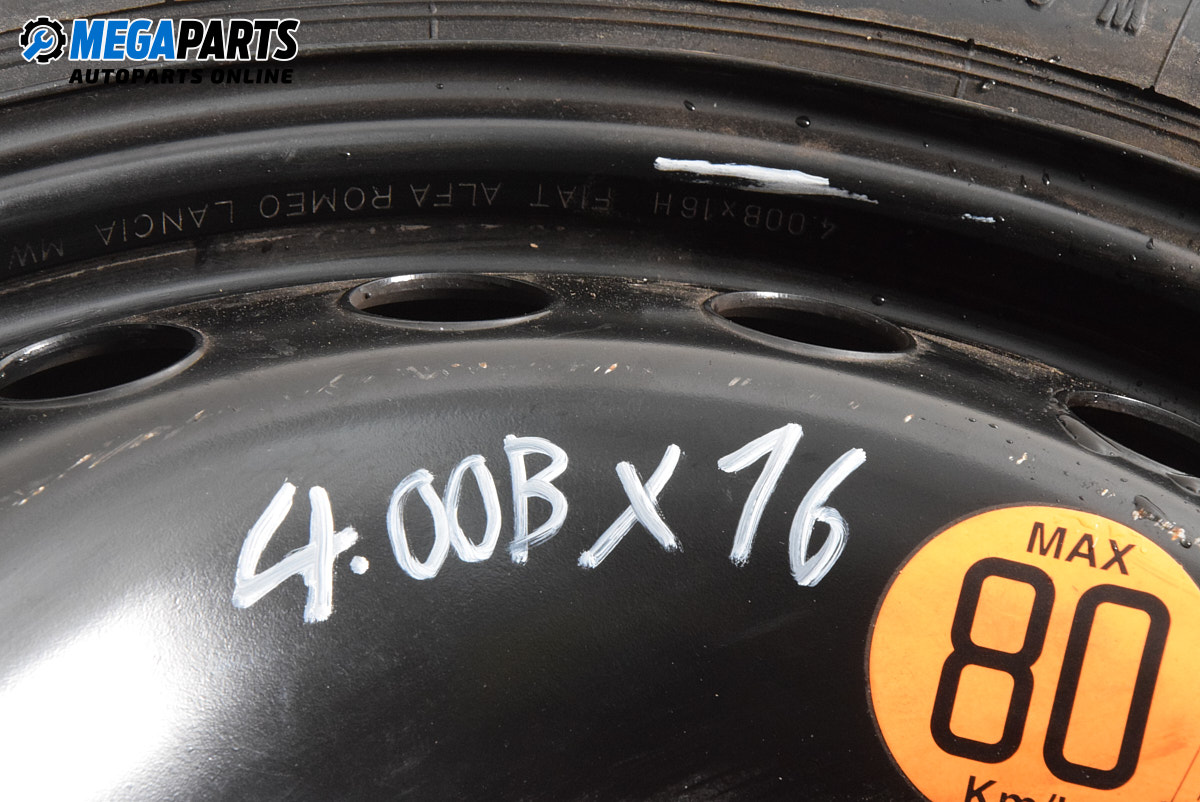 MEGAPARTS
AUTOPARTS ONLINE
4.00B×16H FIAT ALFA ROMEO LANCIA MW
4.00B x 16
MAX
80